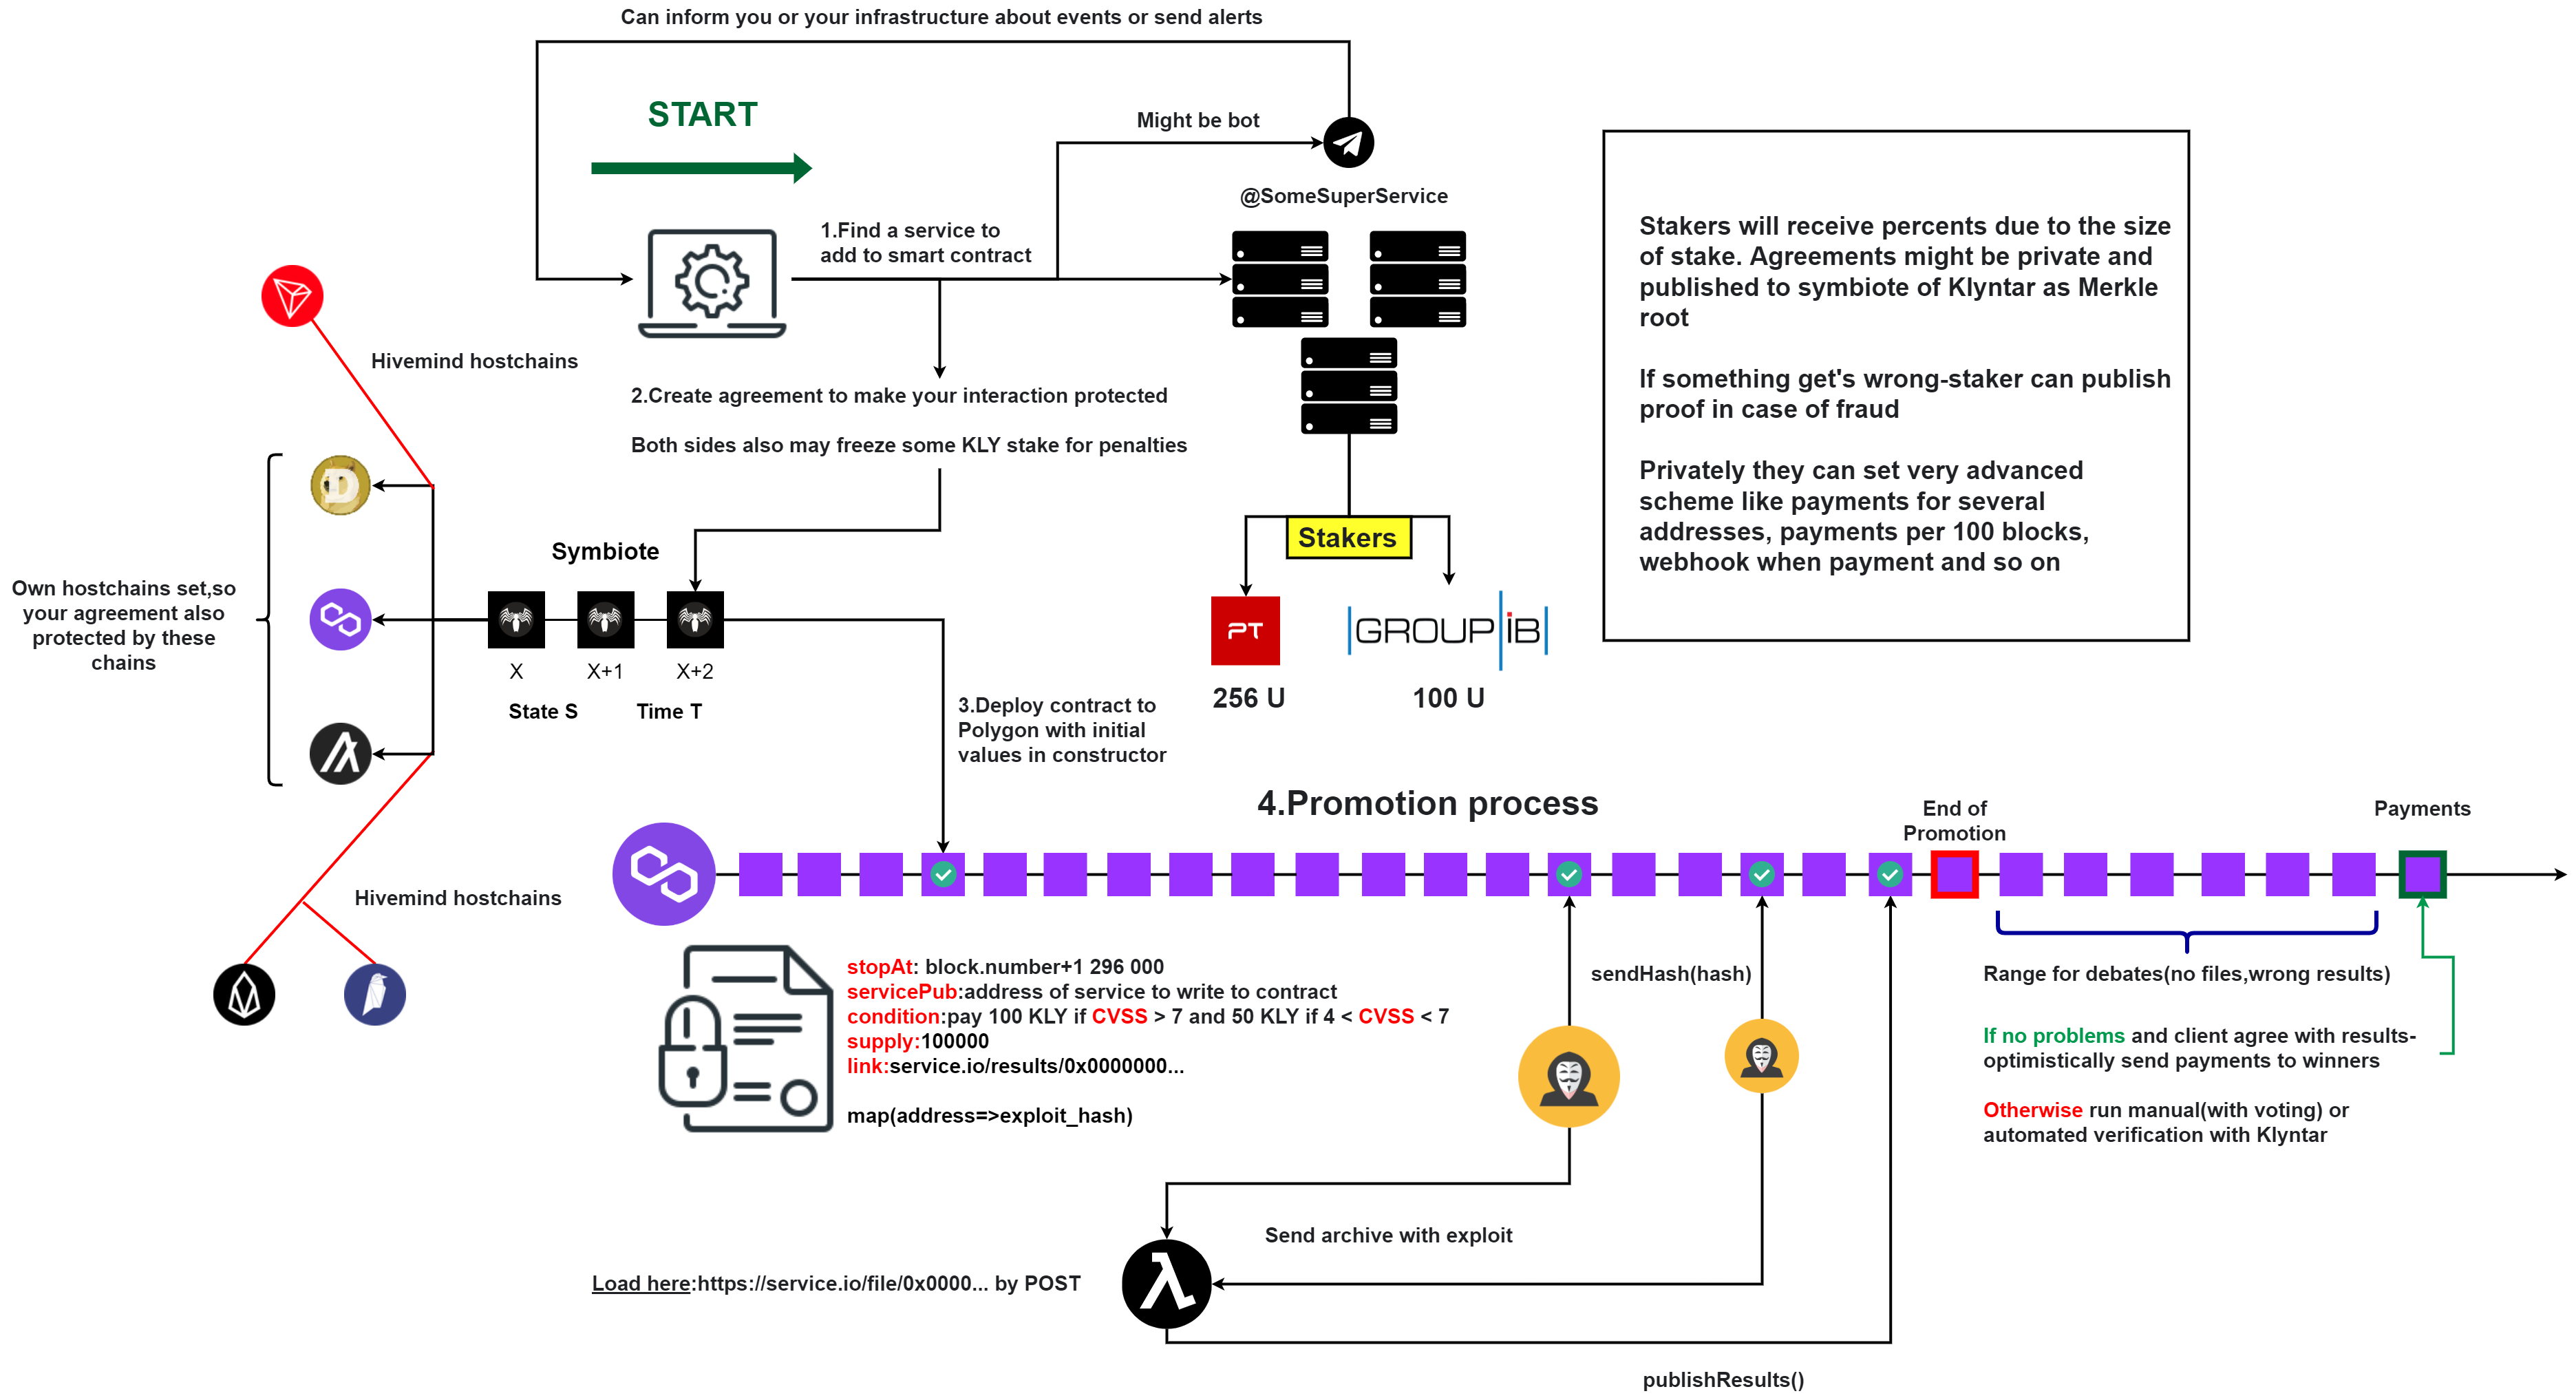 Can inform you or your infrastructure about events or send alerts
START
Might be bot
@SomeSuperService
1.Find a service to
add to smart contract
Stakers will receive percents due to the size
of stake. Agreements might be private and
published to symbiote of Klyntar as Merkle
root
If something get's wrong-staker can publish
proof in case of fraud
Privately they can set very advanced
scheme like payments for several
addresses, payments per 100 blocks,
webhook when payment and so on
Hivemind hostchains
2.Create agreement to make your interaction protected
Both sides also may freeze some KLY stake for penalties
D
Stakers
Symbiote
Own hostchains set,so
your agreement also
protected by these
chains
PT
GROUP iB
X
X+1
X+2
256 U
100 U
State S
Time T
3.Deploy contract to
Polygon with initial
values in constructor
4.Promotion process
End of
Promotion
Payments
Hivemind hostchains
stopAt: block.number+1 296 000
servicePub:address of service to write to contract
condition:pay 100 KLY if CVSS > 7 and 50 KLY if 4 < CVSS < 7
supply:100000
link:service.io/results/0x0000000...
map(address=>exploit_hash)
sendHash(hash)
Range for debates(no files,wrong results)
If no problems and client agree with results-
optimistically send payments to winners
Otherwise run manual(with voting) or
automated verification with Klyntar
Send archive with exploit
Load here:https://service.io/file/0x0000... by POST
λ
publishResults()